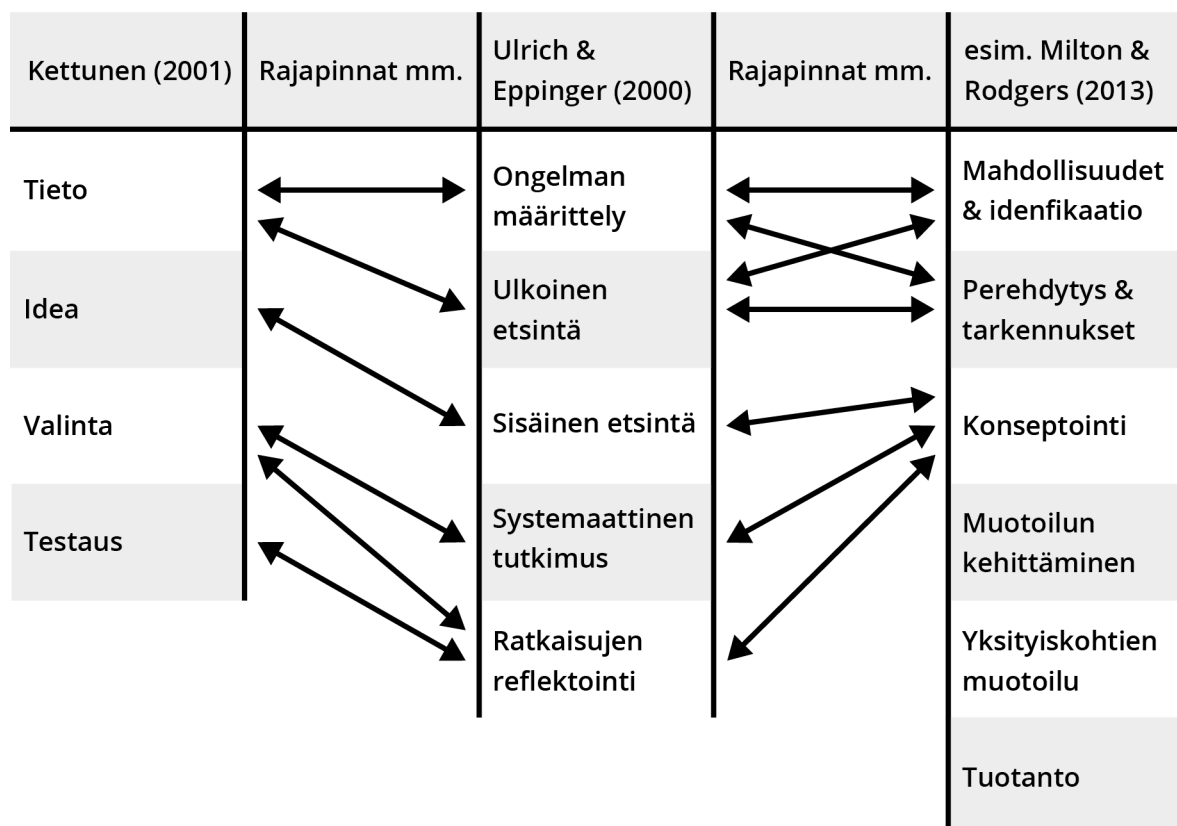 Kettunen (2001)
Rajapinnat mm.
Ulrich &
Eppinger (2000)
Rajapinnat mm.
esim. Milton &
Rodgers (2013)
Tieto
Ongelman
määrittely
Mahdollisuudet
& idenfikaatio
Idea
Ulkoinen
etsintä
Perehdytys &
tarkennukset
Valinta
Sisäinen etsintä
Konseptointi
Testaus
Systemaattinen
tutkimus
Muotoilun
kehittäminen
Ratkaisujen
reflektointi
Yksityiskohtien
muotoilu
Tuotanto